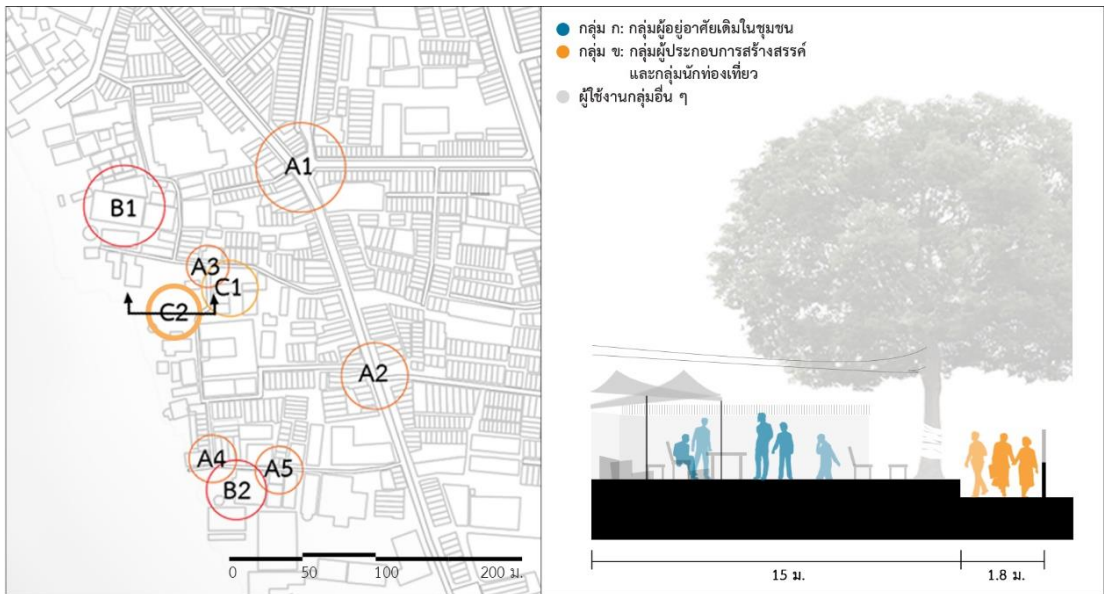 A1
B1
A3
C1
C2
A2
A4
A5
B2
0 50 100 200 ม.
กลุ่ม ก: กลุ่มผู้อยู่อาศัยเดิมในชุมชน
กลุ่ม ข: กลุ่มผู้ประกอบการสร้างสรรค์
และกลุ่มนักท่องเที่ยว
ผู้ใช้งานกลุ่มอื่น ๆ
15 ม. 1.8 ม.